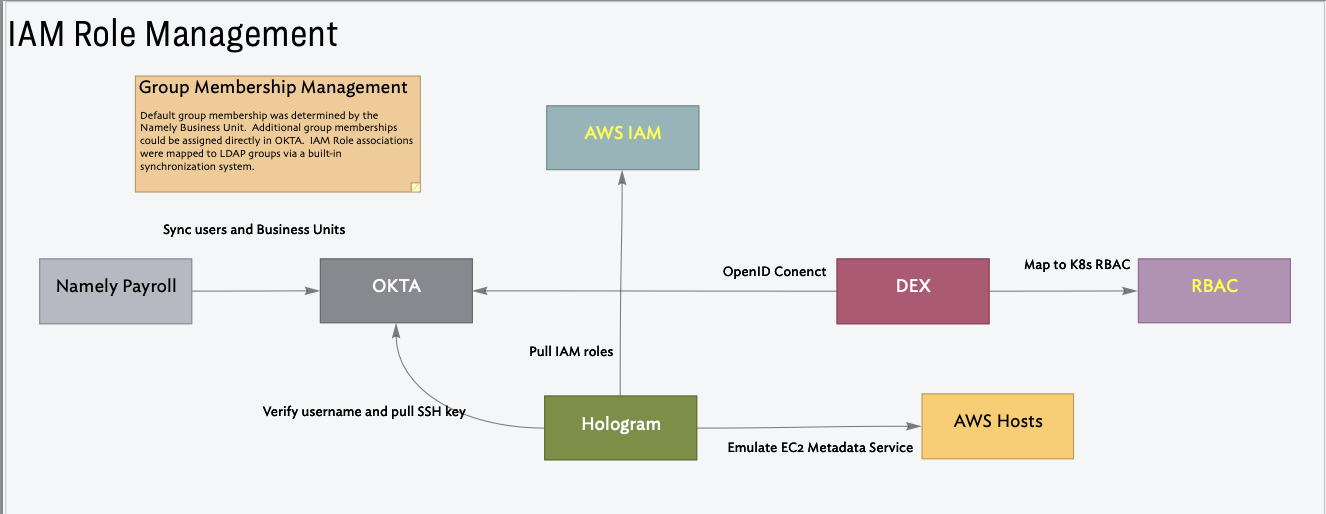 IAM Role Management
Group Membership Management
Default group membership was determined by the
Namely Business Unit.  Additional group memberships
could be assigned directly in OKTA.  IAM Role associations
were mapped to LDAP groups via a built-in
synchronization system.
AWS IAM
Sync users and Business Units
Namely Payroll
OKTA
OpenID Conenct
DEX
Map to K8s RBAC
RBAC
Pull IAM roles
Verify username and pull SSH key
Hologram
Emulate EC2 Metadata Service
AWS Hosts